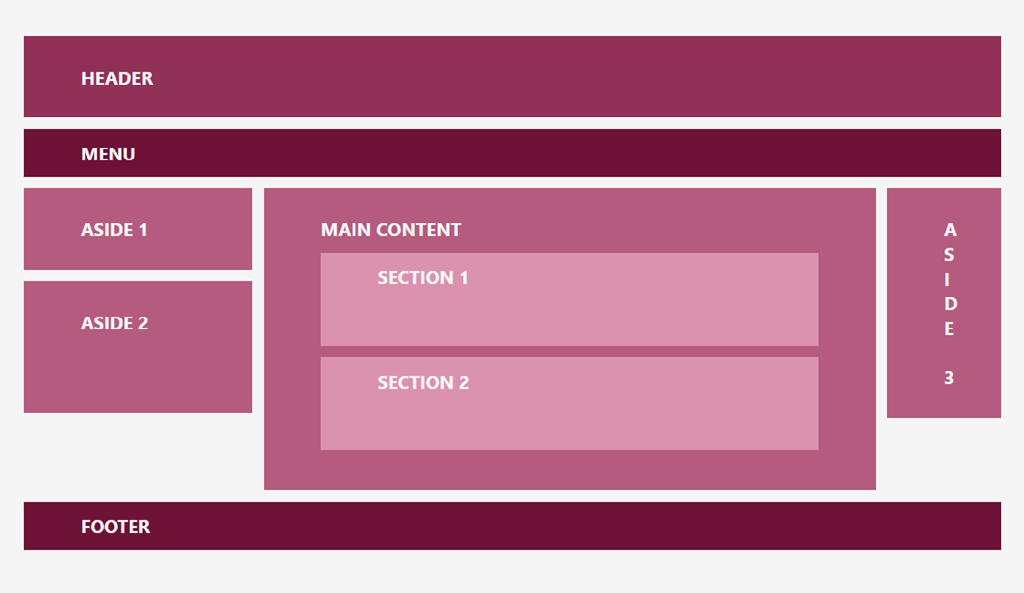 HEADER
MENU
ASIDE 1
ASIDE 2
MAIN CONTENT
SECTION 1
SECTION 2
A
S
I
D
E
3
FOOTER